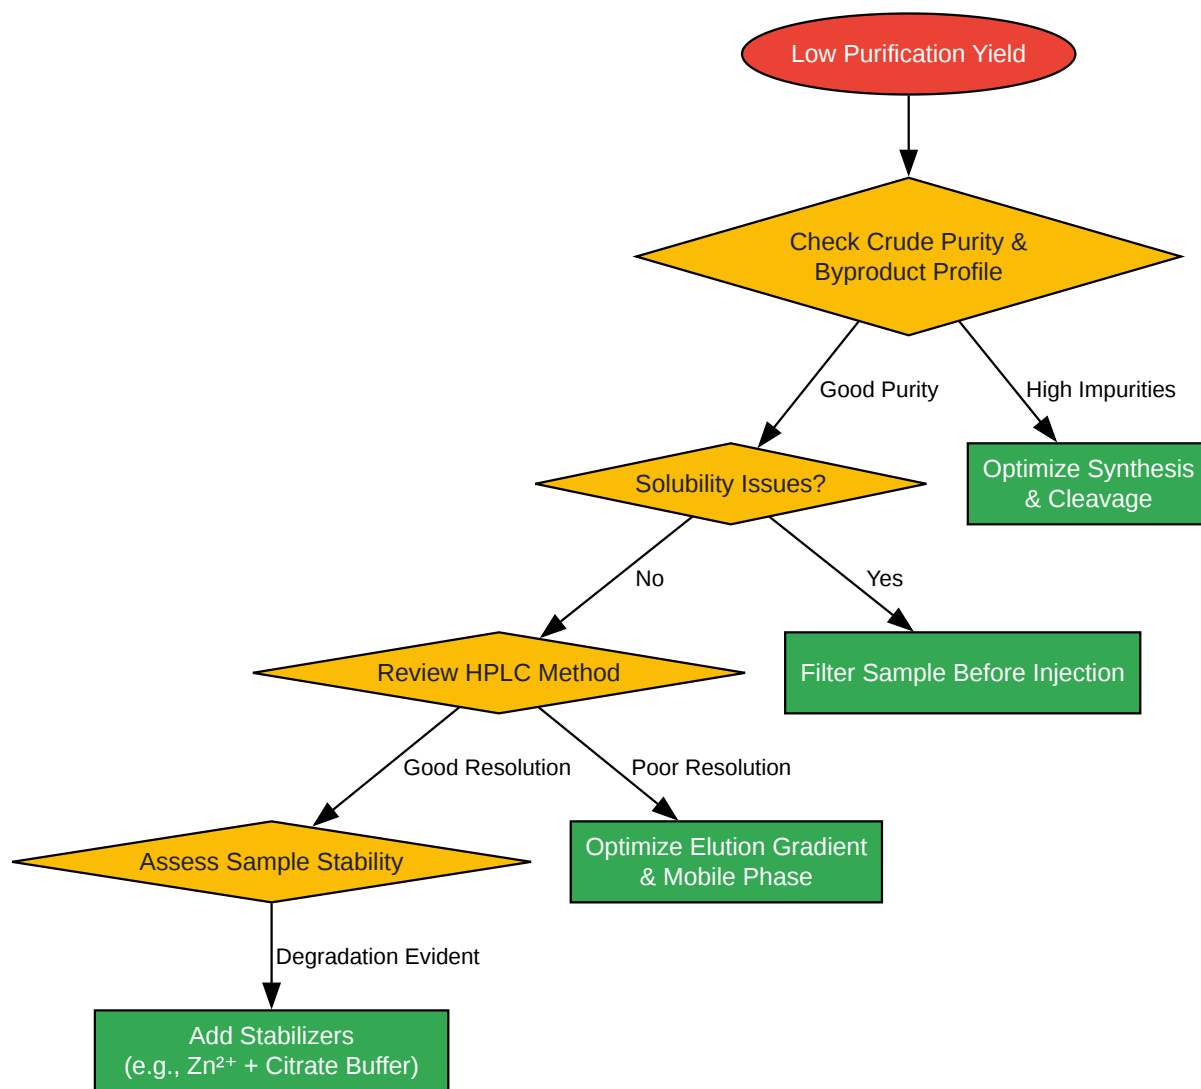 Low Purification Yield
Check Crude Purity &
Byproduct Profile
Good Purity
High Impurities
Solubility Issues?
Optimize Synthesis
& Cleavage
No
Yes
Review HPLC Method
Filter Sample Before Injection
Good Resolution
Poor Resolution
Assess Sample Stability
Optimize Elution Gradient
& Mobile Phase
Degradation Evident
Add Stabilizers
(e.g., Zn²⁺ + Citrate Buffer)